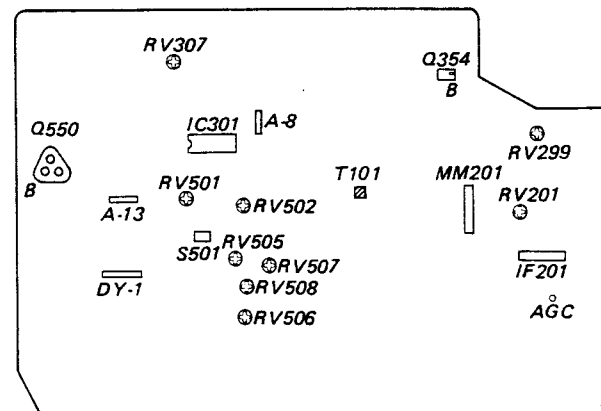 RV307
Q354
B
Q550
IC301
A-8
RV299
B
T101
MM201
RV501
RV201
A-13
RV502
S501
RV505
RV507
IF201
DY-1
RV508
AGC
RV506